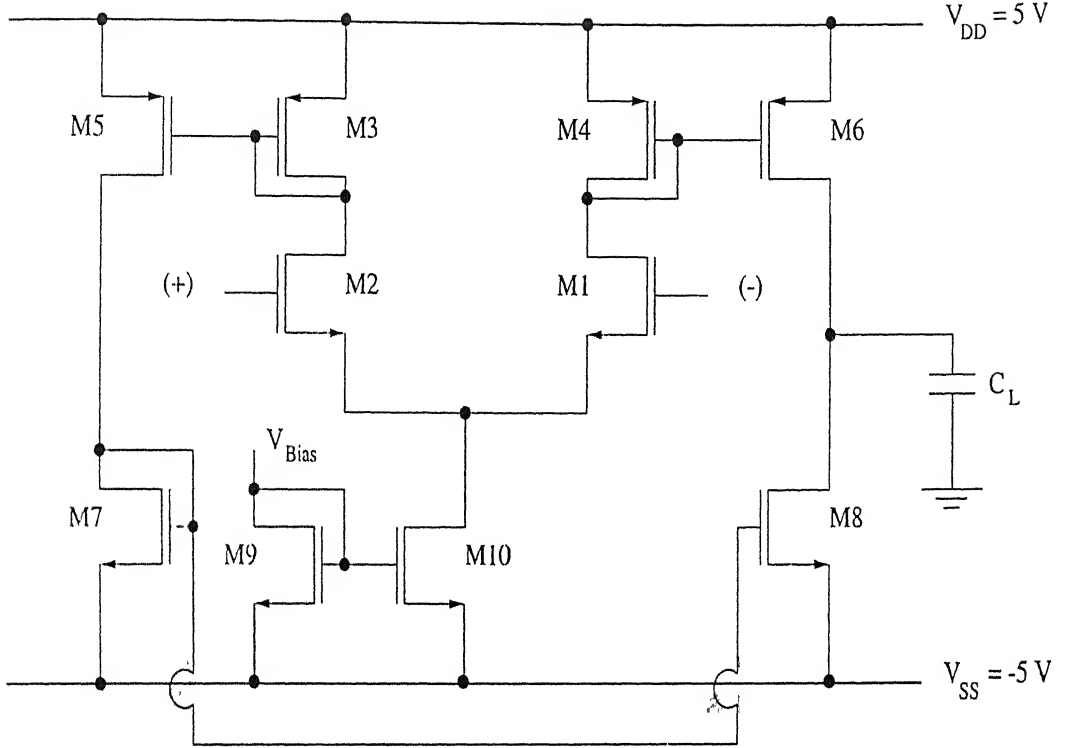 V_DD = 5 V
M5
M3
M4
M6
(+)
M2
M1
(-)
C_L
V_Bias
M7
M9
M10
M8
V_SS = -5 V